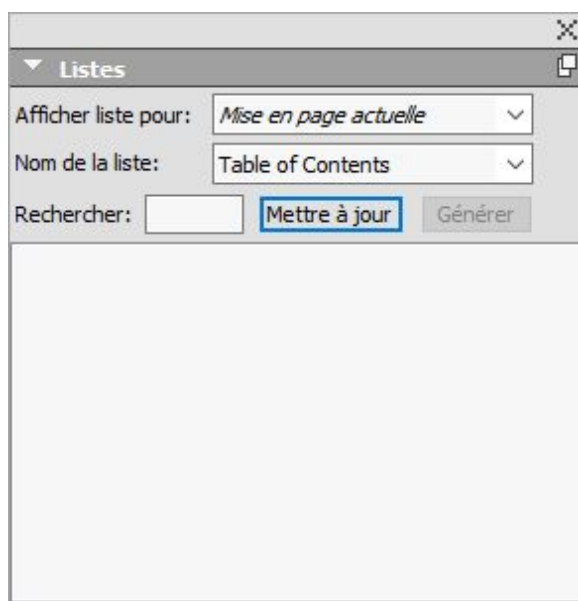 Listes
Afficher liste pour: Mise en page actuelle
Nom de la liste: Table of Contents
Rechercher: Mettre à jour Générer